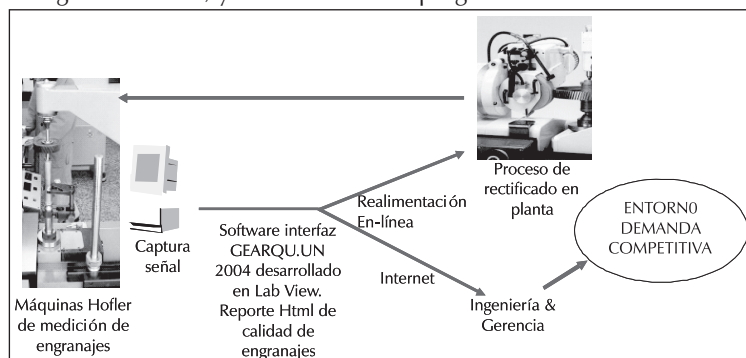 Máquinas Hofler
de medición de
engranajes
Captura
señal
Software interfaz
GEARQU.UN
2004 desarrollado
en Lab View.
Reporte Html de
calidad de
engranajes
Realimentación
En-línea
Internet
Proceso de
rectificado en
planta
Ingeniería &
Gerencia
ENTORN0
DEMANDA
COMPETITIVA